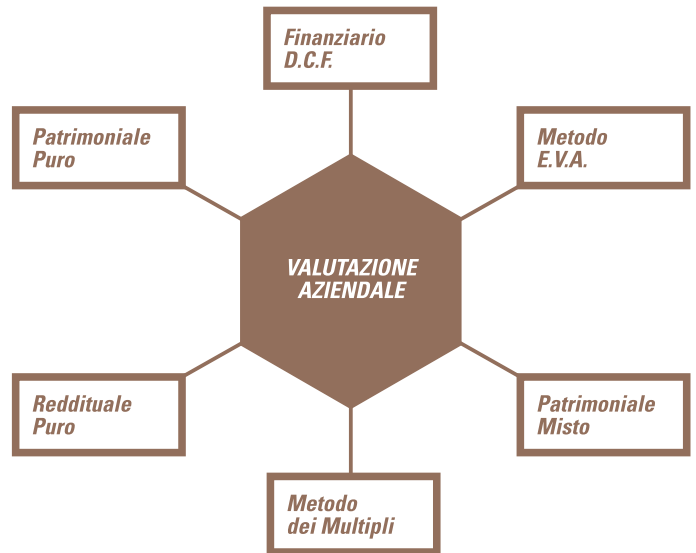 Finanziario
D.C.F.
Patrimoniale
Puro
Metodo
E.V.A.
VALUTAZIONE
AZIENDALE
Reddituale
Puro
Patrimoniale
Misto
Metodo
dei Multipli